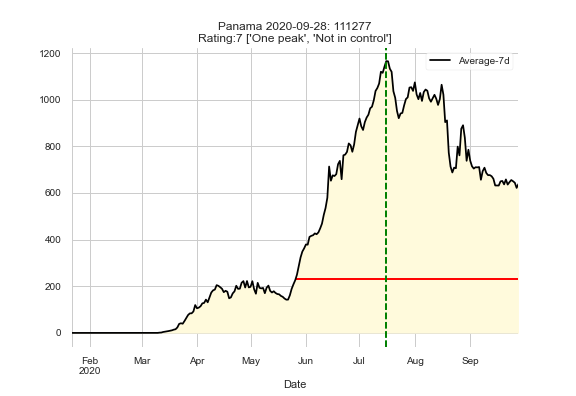 Panama 2020-09-28: 111277
Rating:7 ['One peak', 'Not in control']
Average-7d
1200
1000
800
600
400
200
0
Feb Mar Apr May Jun Jul Aug Sep
2020
Date